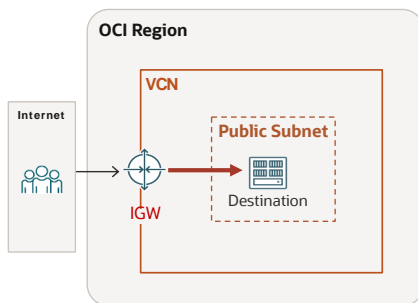 OCI Region
VCN
Internet
Public Subnet
Destination
IGW